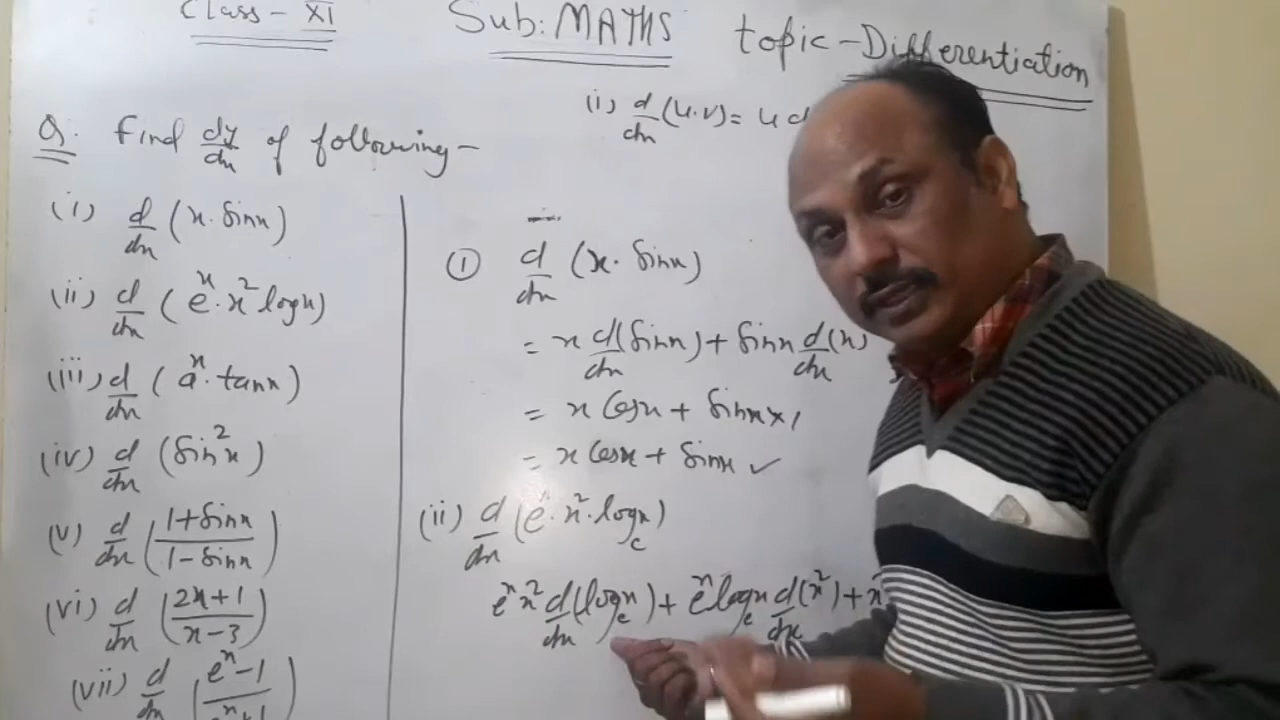 Class - XI
Sub: MATHS
topic - Differentiation
(i) d/dx (u.v) = u d
Q. Find dy/dx of following -
(i) d/dx (x. Sinx)
(ii) d/dx (e^x. x^2 logx)
(iii) d/dx (a^x. tanx)
(iv) d/dx (Sin^2x)
(v) d/dx (1+Sinx / 1-Sinx)
(vi) d/dx (2x+1 / x-3)
(vii) d/dx (e^x-1 / e^x+1)
① d/dx (x. Sinx)
= x d/dx (Sinx) + Sinx d/dx (x)
= x Cosx + Sinx×1
= x Cosx + Sinx ✓
(ii) d/dx (e^x. x^2. log_e x)
e^x x^2 d/dx (log_e x) + e^x log_e x d/dx (x^2) + x^2